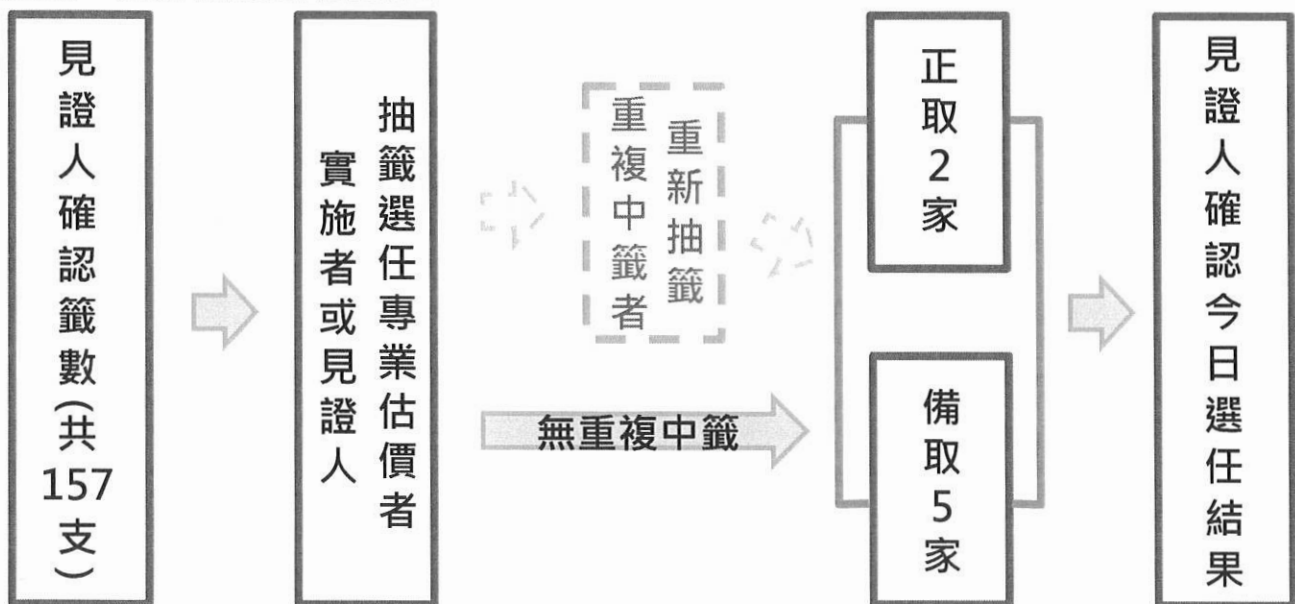 見證人確認籤數(共157支)
抽籤選任專業估價者
實施者或見證人
重新抽籤
重複中籤者
無重複中籤
正取2家
備取5家
見證人確認今日選任結果